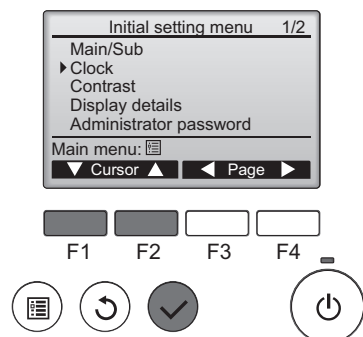 Initial setting menu 1/2
Main/Sub
Clock
Contrast
Display details
Administrator password
Main menu:
Cursor Page
F1 F2 F3 F4